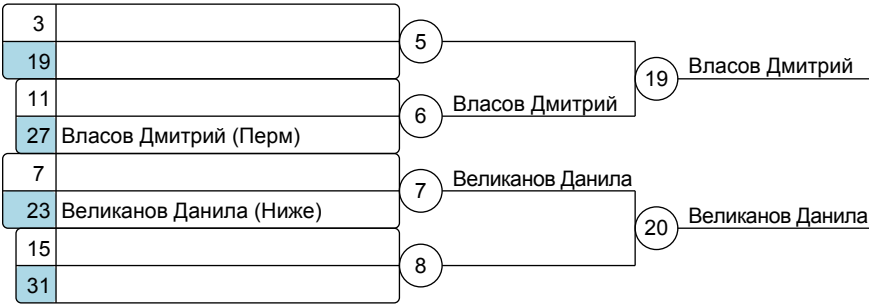 3
5
19
19
Власов Дмитрий
11
6
Власов Дмитрий
27 Власов Дмитрий (Перм)
7
7
Великанов Данила
23 Великанов Данила (Ниже)
20
Великанов Данила
15
8
31